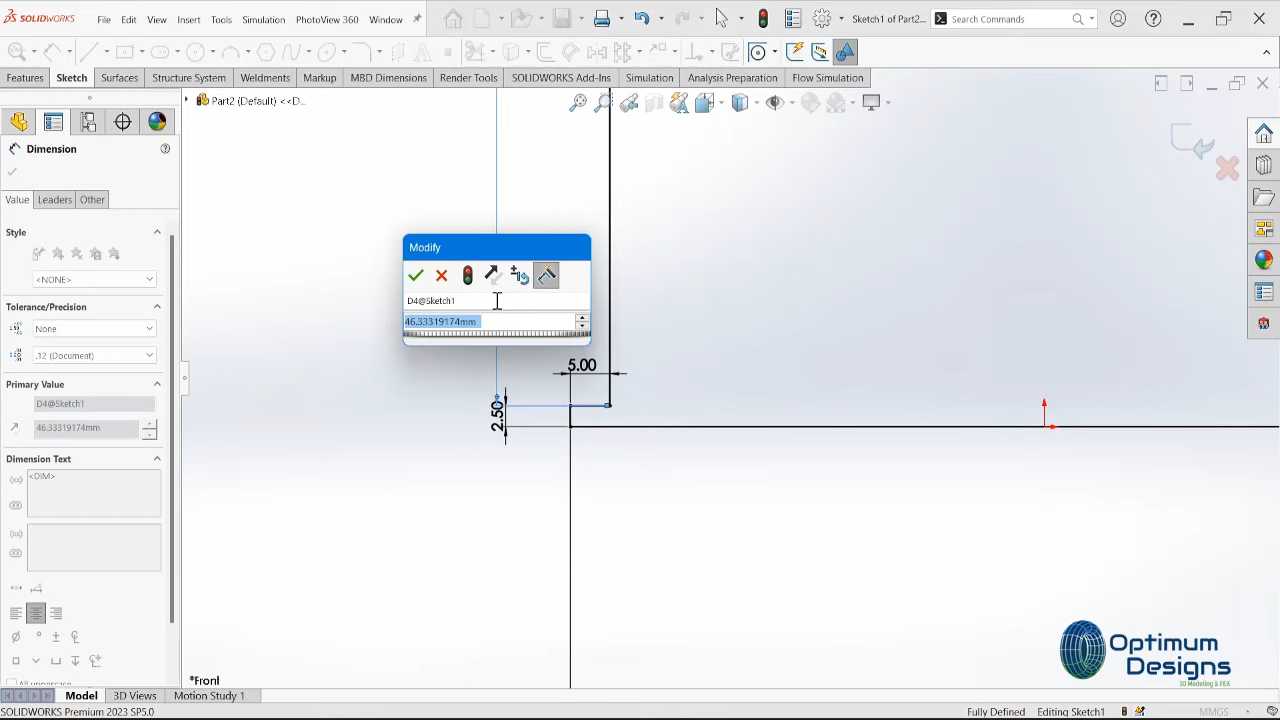 SOLIDWORKS File Edit View Insert Tools Simulation PhotoView 360 Window Sketch1 of Part2... Search Commands
Features Sketch Surfaces Structure System Weldments Markup MBD Dimensions Render Tools SOLIDWORKS Add-Ins Simulation Analysis Preparation Flow Simulation
Part2 (Default) <<D...
Dimension
Value Leaders Other
Style
<NONE>
Tolerance/Precision
None
.12 (Document)
Primary Value
D4@Sketch1
46.33319174mm
Dimension Text
<DIM>
All uppercase
Modify
D4@Sketch1
46.33319174mm
5.00
2.50
*Front
Optimum
Designs
3D Modeling & FEA
Model 3D Views Motion Study 1
SOLIDWORKS Premium 2023 SP5.0 Fully Defined Editing Sketch1 MMGS